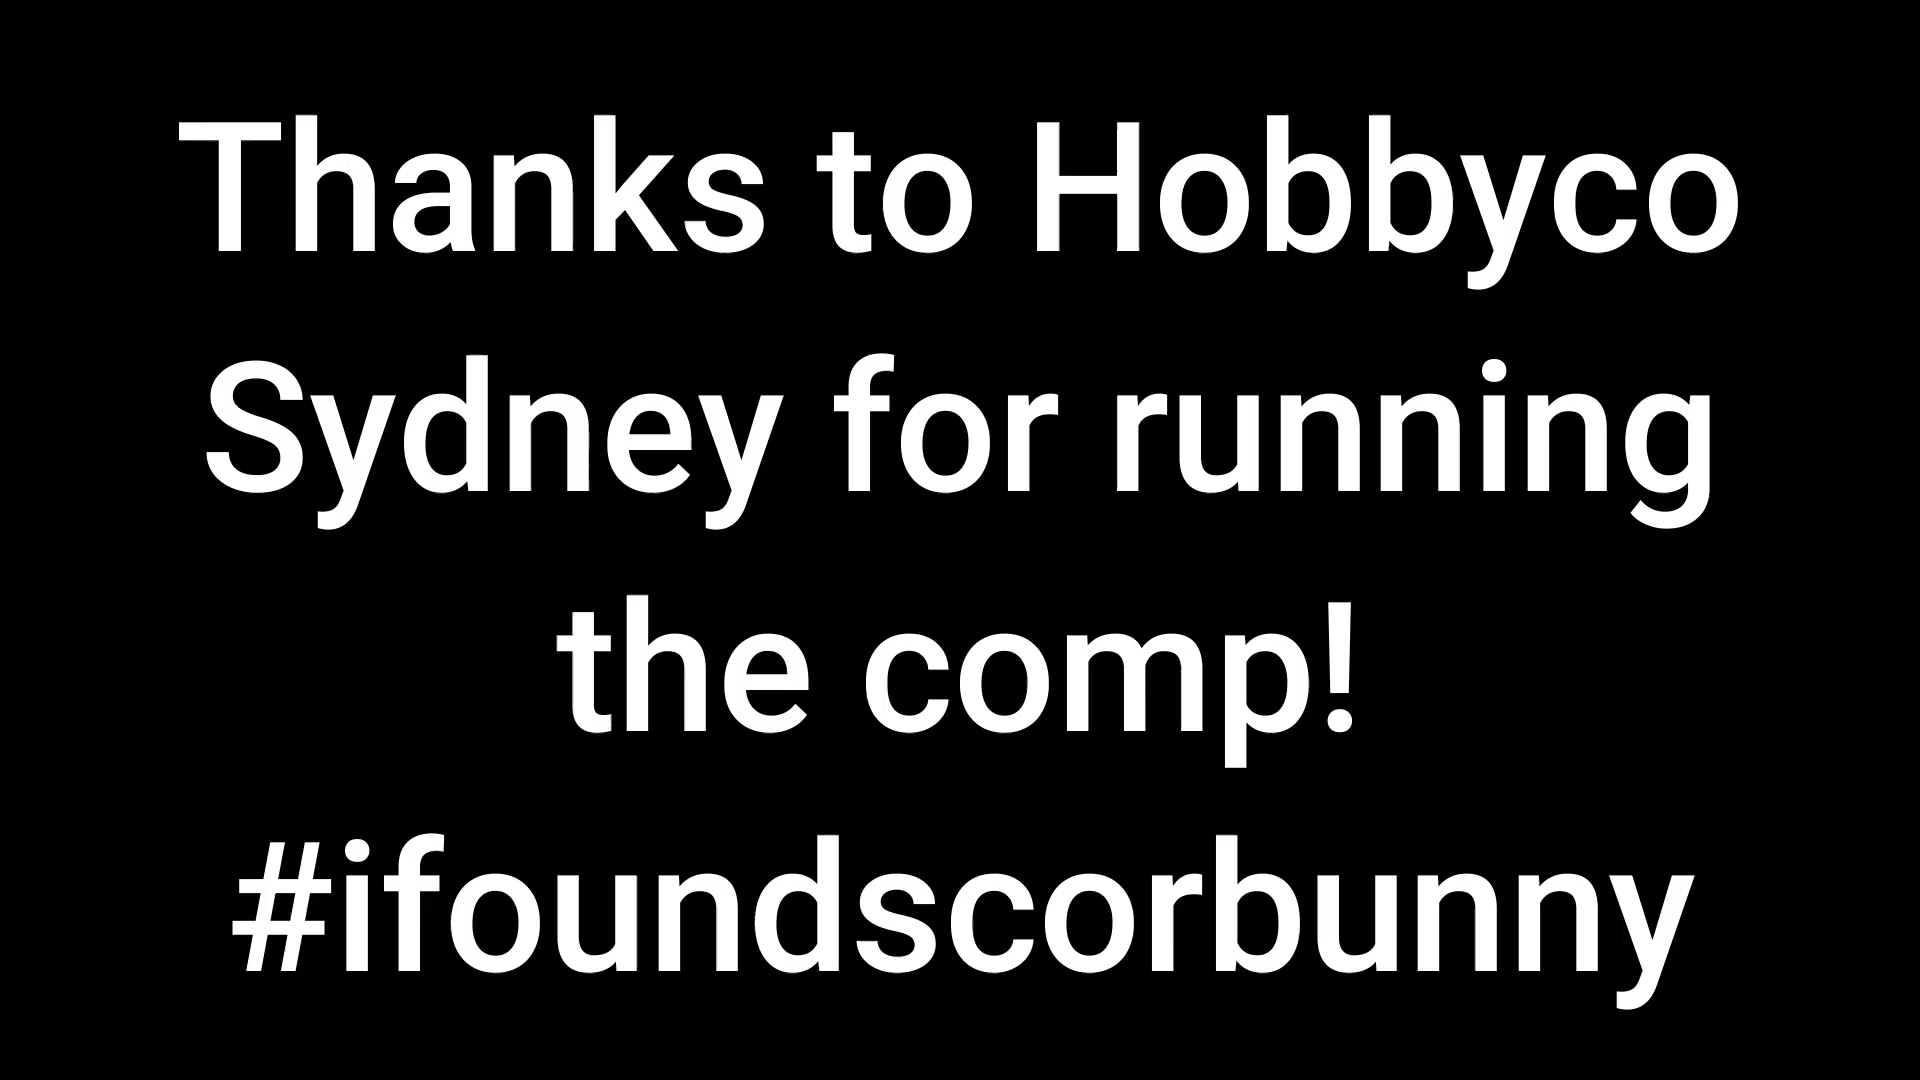 Thanks to Hobbyco
Sydney for running
the comp!
#ifoundscorbunny